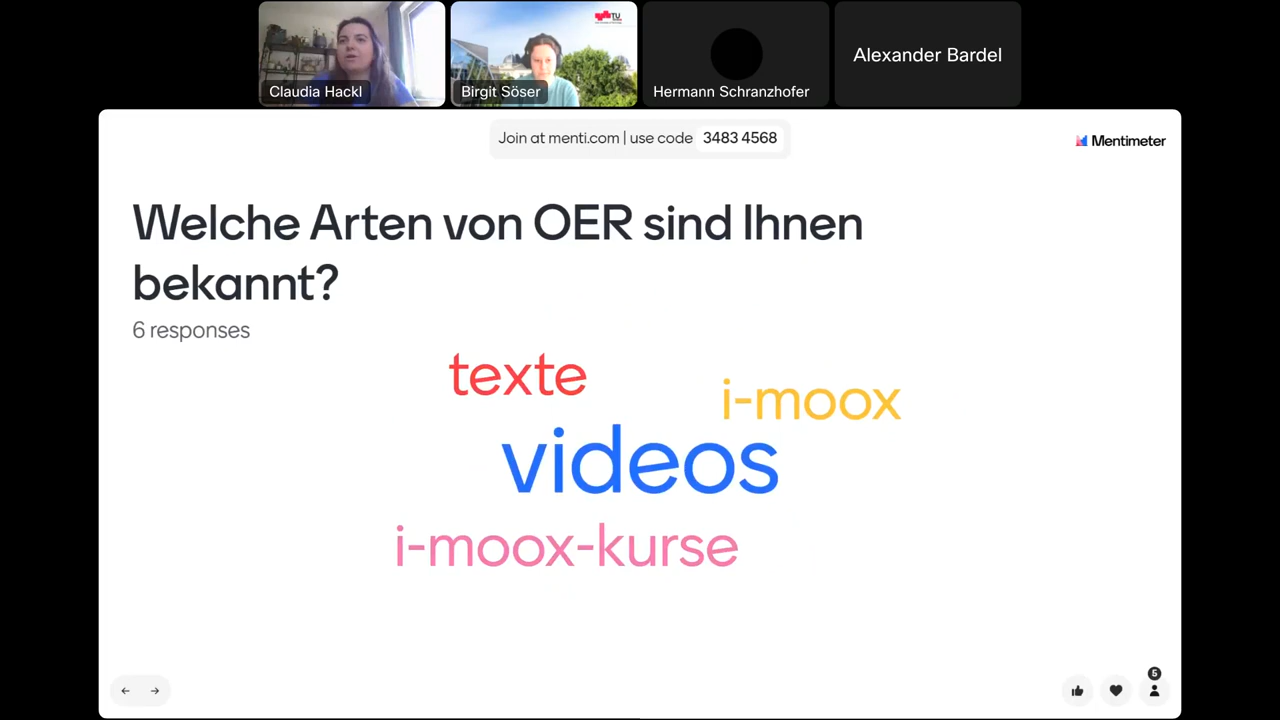 TU
Claudia Hackl
Birgit Söser
Hermann Schranzhofer
Alexander Bardel
Join at menti.com | use code 3483 4568
Mentimeter
Welche Arten von OER sind Ihnen
bekannt?
6 responses
texte
i-moox
videos
i-moox-kurse
5